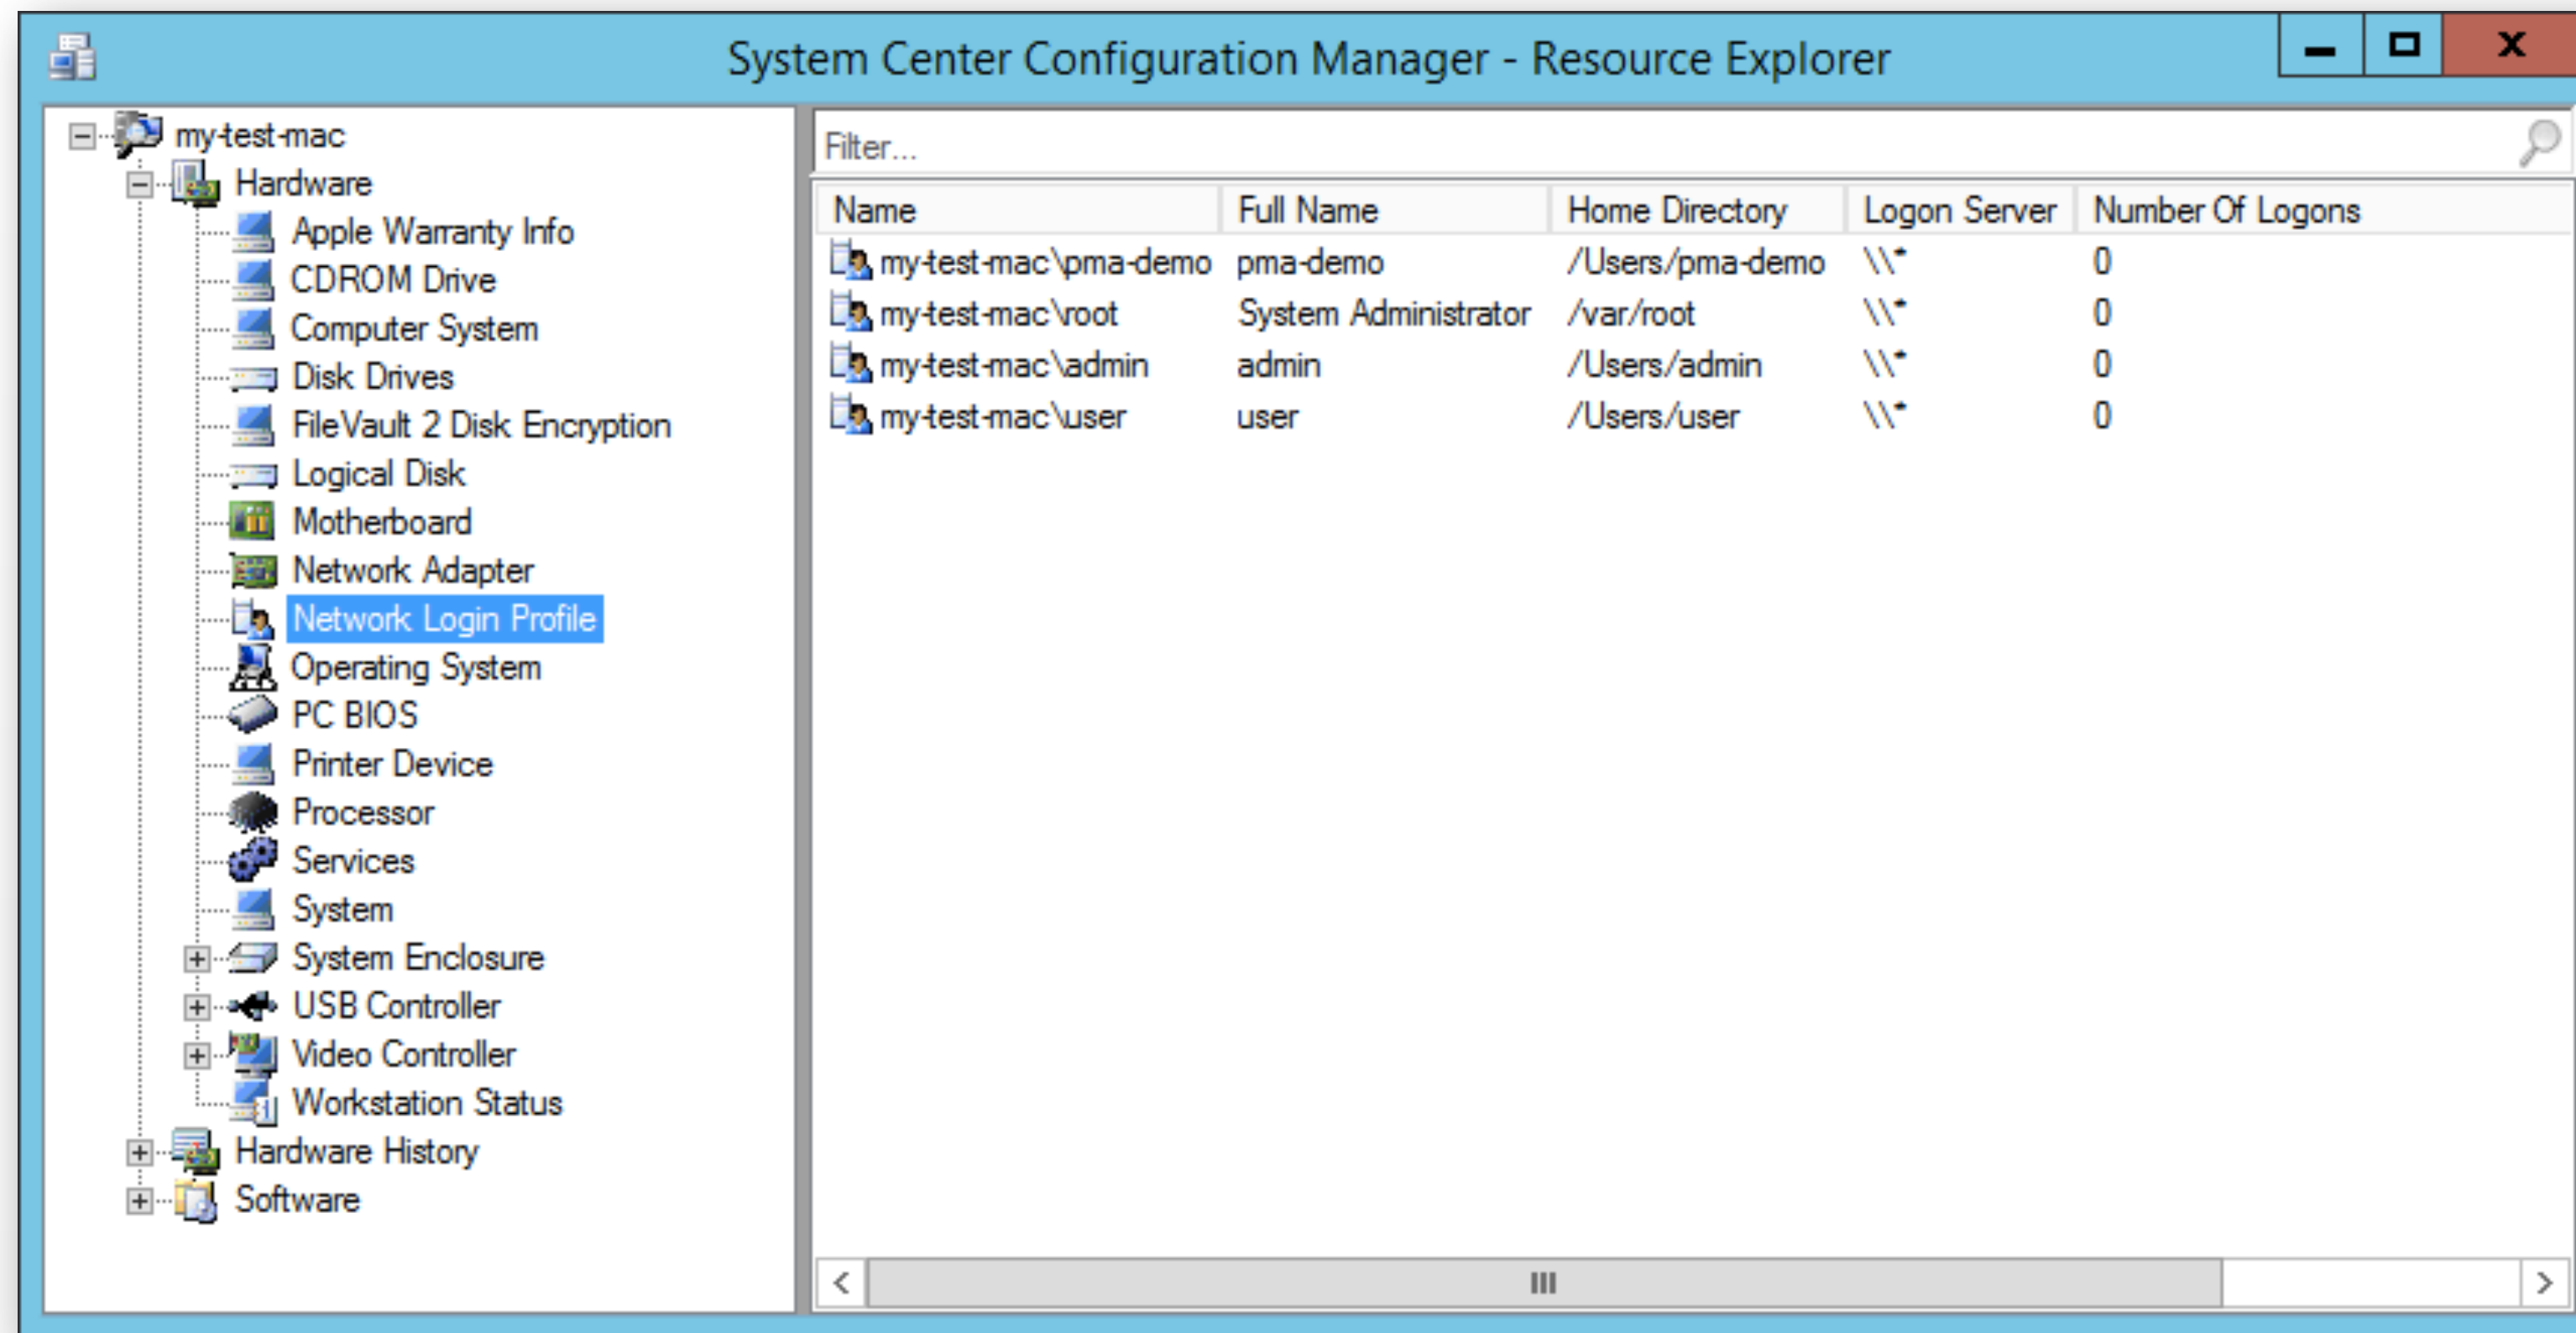 System Center Configuration Manager - Resource Explorer
my-test-mac
Hardware
Apple Warranty Info
CDROM Drive
Computer System
Disk Drives
FileVault 2 Disk Encryption
Logical Disk
Motherboard
Network Adapter
Network Login Profile
Operating System
PC BIOS
Printer Device
Processor
Services
System
System Enclosure
USB Controller
Video Controller
Workstation Status
Hardware History
Software
Filter...
Name Full Name Home Directory Logon Server Number Of Logons
my-test-mac\pma-demo pma-demo /Users/pma-demo \\* 0
my-test-mac\root System Administrator /var/root \\* 0
my-test-mac\admin admin /Users/admin \\* 0
my-test-mac\user user /Users/user \\* 0